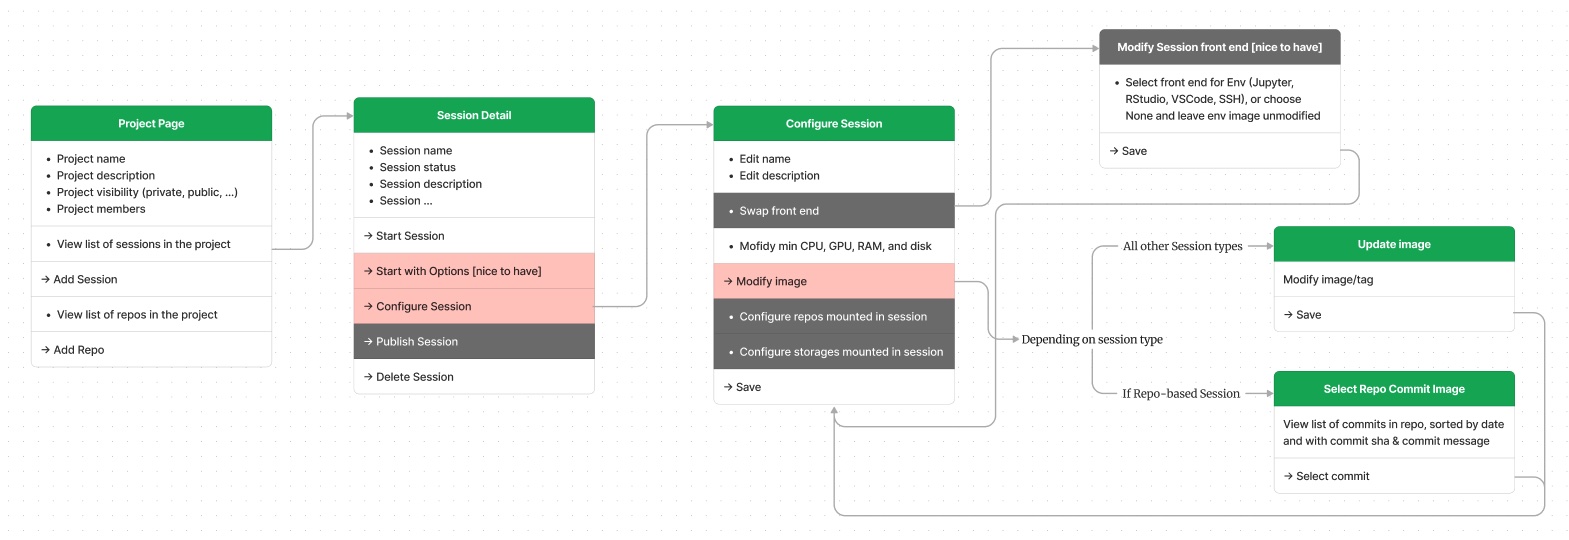 Project Page
• Project name
• Project description
• Project visibility (private, public, ...)
• Project members
• View list of sessions in the project
→ Add Session
• View list of repos in the project
→ Add Repo
Session Detail
• Session name
• Session status
• Session description
• Session ...
→ Start Session
→ Start with Options [nice to have]
→ Configure Session
→ Publish Session
→ Delete Session
Configure Session
• Edit name
• Edit description
• Swap front end
• Mofidy min CPU, GPU, RAM, and disk
→ Modify image
• Configure repos mounted in session
• Configure storages mounted in session
→ Save
Modify Session front end [nice to have]
• Select front end for Env (Jupyter,
RStudio, VSCode, SSH), or choose
None and leave env image unmodified
→ Save
Depending on session type
All other Session types
If Repo-based Session
Update image
Modify image/tag
→ Save
Select Repo Commit Image
View list of commits in repo, sorted by date
and with commit sha & commit message
→ Select commit